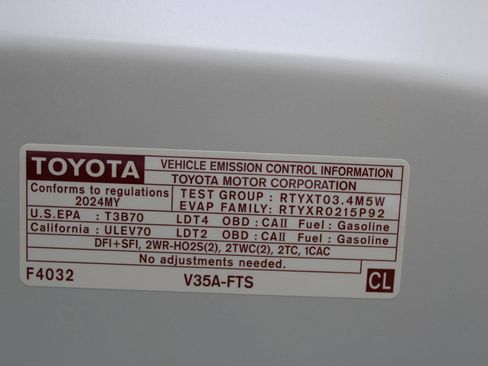 TOYOTA VEHICLE EMISSION CONTROL INFORMATION
TOYOTA MOTOR CORPORATION
Conforms to regulations
2024MY
TEST GROUP : RTYXT03.4M5W
EVAP FAMILY: RTYXR0215P92
U.S.EPA : T3B70 LDT4 OBD : CAII Fuel : Gasoline
California : ULEV70 LDT2 OBD : CAII Fuel : Gasoline
DFI+SFI, 2WR-HO2S(2), 2TWC(2), 2TC, 1CAC
No adjustments needed.
F4032 V35A-FTS CL